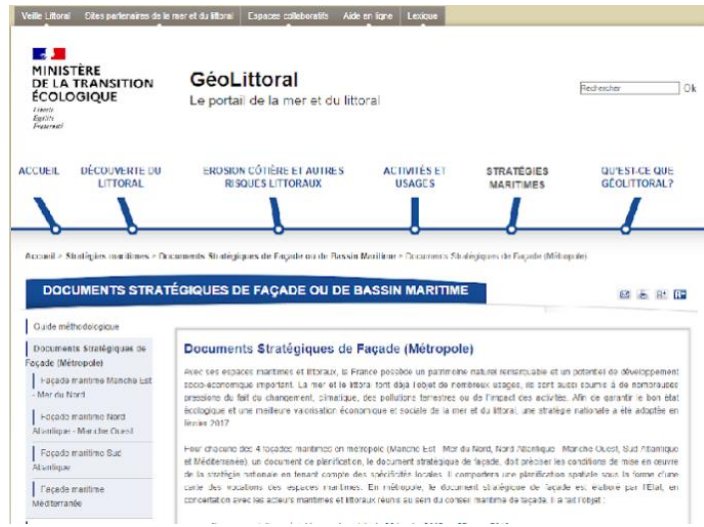 Veille Littoral Sites partenaires de la mer et du littoral Espaces collaboratifs Aide en ligne Lexique
MINISTÈRE
DE LA TRANSITION
ÉCOLOGIQUE
Liberté
Égalité
Fraternité
GéoLittoral
Le portail de la mer et du littoral
Rechercher Ok
ACCUEIL DÉCOUVERTE DU EROSION CÔTIÈRE ET AUTRES ACTIVITÉS ET STRATÉGIES QU'EST-CE QUE
LITTORAL RISQUES LITTORAUX USAGES MARITIMES GÉOLITTORAL?
Accueil > Stratégies maritimes > Documents Stratégiques de Façade ou de Bassin Maritime > Documents Stratégiques de Façade (Métropole)
DOCUMENTS STRATÉGIQUES DE FAÇADE OU DE BASSIN MARITIME
Guide méthodologique
Documents Stratégiques de
Façade (Métropole)
Façade maritime Manche Est
- Mer du Nord
Façade maritime Nord
Atlantique - Manche Ouest
Façade maritime Sud
Atlantique
Façade maritime
Méditerranée
Documents Stratégiques de Façade (Métropole)
Avec ses espaces maritimes et littoraux, la France possède un patrimoine naturel remarquable et un potentiel de développement
socio-économique important. La mer et le littoral font déjà l'objet de nombreux usages, ils sont aussi soumis à de nombreuses
pressions du fait du changement, climatique, des pollutions terrestres ou de l'impact des activités. Afin de garantir le bon état
écologique et une meilleure valorisation économique et sociale de la mer et du littoral, une stratégie nationale a été adoptée en
février 2017.
Pour chacune des 4 façades maritimes en métropole (Manche Est - Mer du Nord, Nord Atlantique - Manche Ouest, Sud Atlantique
et Méditerranée), un document de planification, le document stratégique de façade, doit préciser les conditions de mise en œuvre
de la stratégie nationale en tenant compte des spécificités locales. Il comportera une planification spatiale sous la forme d'une
carte des vocations des espaces maritimes. En métropole, le document stratégique de façade est élaboré par l'État, en
concertation avec les acteurs maritimes et littoraux réunis au sein du conseil maritime de façade. Il a fait l'objet :